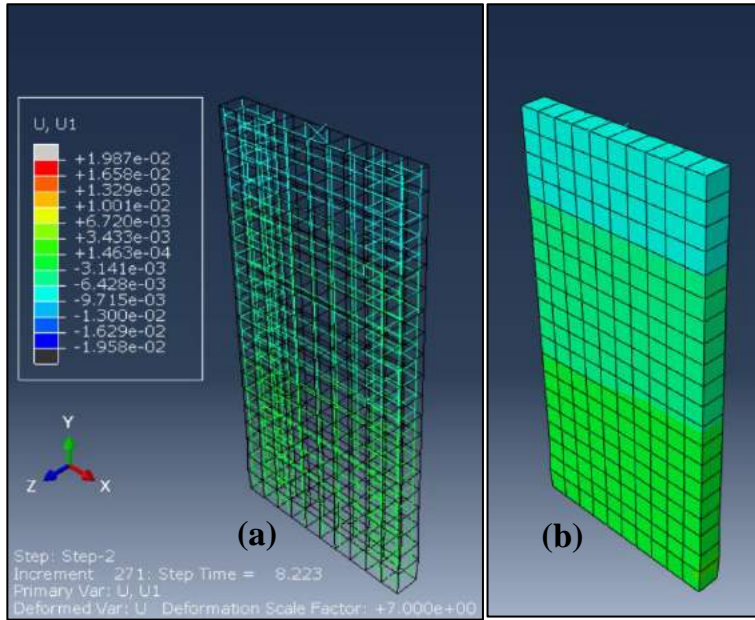 U, U1
+1.987e-02
+1.658e-02
+1.329e-02
+1.001e-02
+6.720e-03
+3.433e-03
+1.463e-04
-3.141e-03
-6.428e-03
-9.715e-03
-1.300e-02
-1.629e-02
-1.958e-02
Y
Z
X
(a)
(b)
Step: Step-2
Increment 271: Step Time = 8.223
Primary Var: U, U1
Deformed Var: U Deformation Scale Factor: +7.000e+00